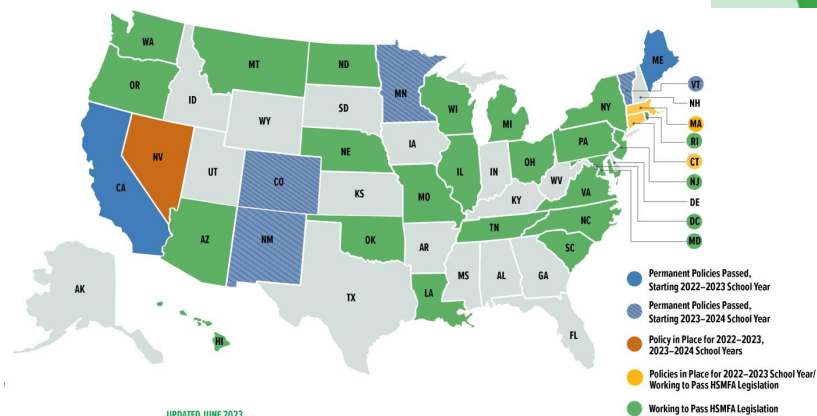 WA
MT
ND
MN
ME
VT
OR
ID
SD
WI
NY
NH
MA
WY
MI
RI
NV
NE
IA
PA
CT
CA
UT
CO
IL
IN
OH
NJ
KS
MO
WV
VA
DE
KY
DC
AZ
NM
OK
TN
NC
MD
AR
SC
TX
LA
MS
AL
GA
AK
FL
HI
Permanent Policies Passed,
Starting 2022–2023 School Year
Permanent Policies Passed,
Starting 2023–2024 School Year
Policy in Place for 2022–2023,
2023–2024 School Years
Policies in Place for 2022–2023 School Year/
Working to Pass HSMFA Legislation
Working to Pass HSMFA Legislation
UPDATED JUNE 2023